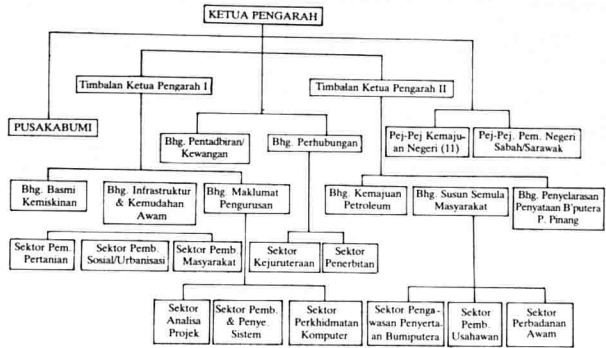 KETUA PENGARAH
Timbalan Ketua Pengarah I
Timbalan Ketua Pengarah II
PUSAKABUMI
Bhg. Pentadbiran/
Kewangan
Bhg. Perhubungan
Pej-Pej Kemaju-
an Negeri (11)
Pej-Pej. Pem. Negeri
Sabah/Sarawak
Bhg. Basmi
Kemiskinan
Bhg. Infrastruktur
& Kemudahan
Awam
Bhg. Maklumat
Pengurusan
Bhg. Kemajuan
Petroleum
Bhg. Susun Semula
Masyarakat
Bhg. Penyelarasan
Penyataan B'putera
P. Pinang
Sektor Pem.
Pertanian
Sektor Pemb.
Sosial/Urbanisasi
Sektor Pemb.
Masyarakat
Sektor
Kejuruteraan
Sektor
Penerbitan
Sektor
Analisa
Projek
Sektor Pemb.
& Penye
Sistem
Sektor
Perkhidmatan
Komputer
Sektor Penga-
wasan Penyerta-
an Bumiputera
Sektor
Pemb.
Usahawan
Sektor
Perbadanan
Awam